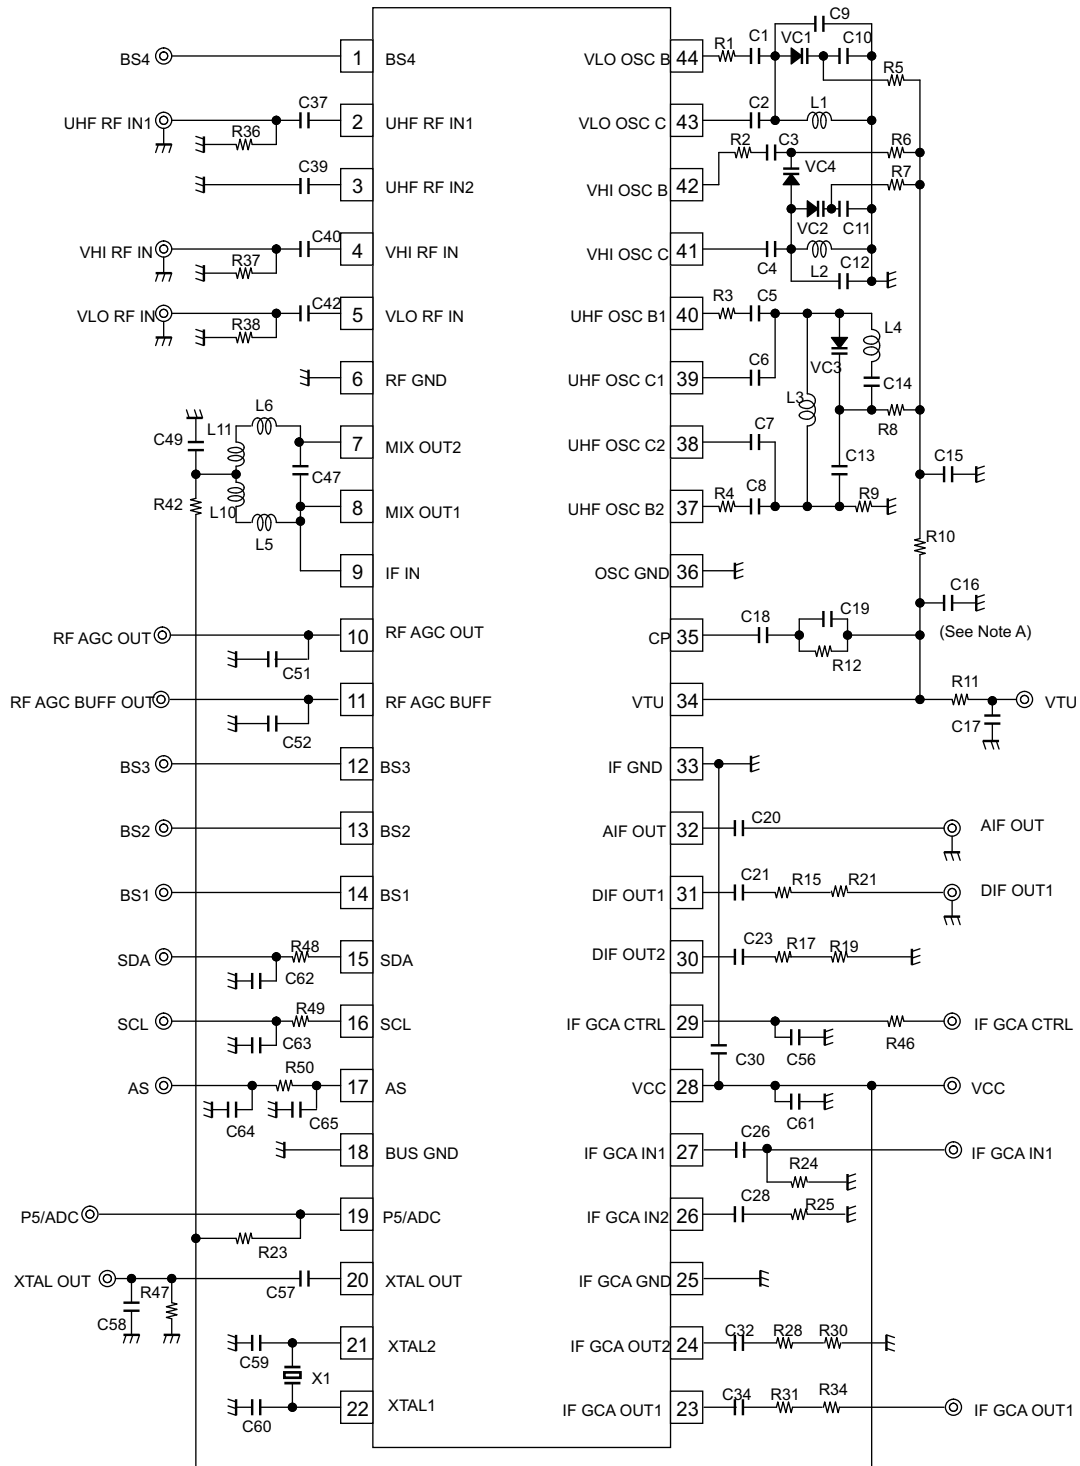 C9
R1
C1
VC1
C10
BS4
1
BS4
VLO OSC B
44
R5
C37
C2
L1
UHF RF IN1
2
UHF RF IN1
VLO OSC C
43
R36
R2
C3
R6
C39
VC4
R7
3
UHF RF IN2
VHI OSC B
42
C40
VC2
C11
VHI RF IN
4
VHI RF IN
VHI OSC C
41
R37
C4
L2
C12
C42
R3
C5
VLO RF IN
5
VLO RF IN
UHF OSC B1
40
L4
R38
C6
VC3
6
RF GND
UHF OSC C1
39
C14
L6
L3
L11
C7
R8
C49
7
MIX OUT2
UHF OSC C2
38
C47
C13
C15
R42
L10
C8
8
MIX OUT1
UHF OSC B2
37
R4
R9
L5
R10
9
IF IN
OSC GND
36
C16
C18
C19
RF AGC OUT
10
RF AGC OUT
CP
35
(See Note A)
C51
R12
R11
RF AGC BUFF OUT
11
RF AGC BUFF
VTU
34
VTU
C52
C17
BS3
12
BS3
IF GND
33
C20
BS2
13
BS2
AIF OUT
32
AIF OUT
C21
R15
R21
BS1
14
BS1
DIF OUT1
31
DIF OUT1
R48
C23
R17
R19
SDA
15
SDA
DIF OUT2
30
C62
R49
SCL
16
SCL
IF GCA CTRL
29
IF GCA CTRL
C63
C56
R46
R50
C30
AS
17
AS
VCC
28
VCC
C64
C65
C61
C26
18
BUS GND
IF GCA IN1
27
IF GCA IN1
R24
C28
P5/ADC
19
P5/ADC
IF GCA IN2
26
R25
R23
XTAL OUT
20
XTAL OUT
IF GCA GND
25
R47
C57
C58
C32
R28
R30
21
XTAL2
IF GCA OUT2
24
C59
X1
C34
R31
R34
22
XTAL1
IF GCA OUT1
23
IF GCA OUT1
C60